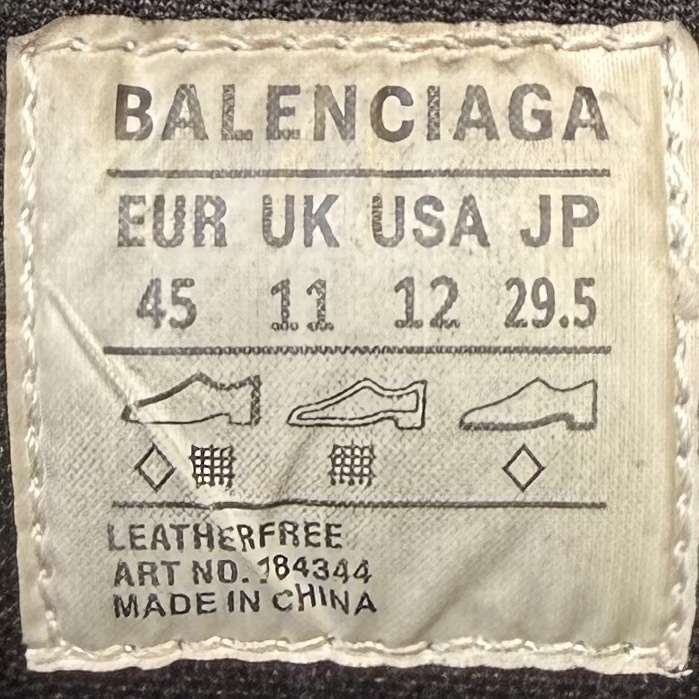 BALENCIAGA
EUR UK USA JP
45 11 12 29.5
LEATHERFREE
ART NO. 184344
MADE IN CHINA